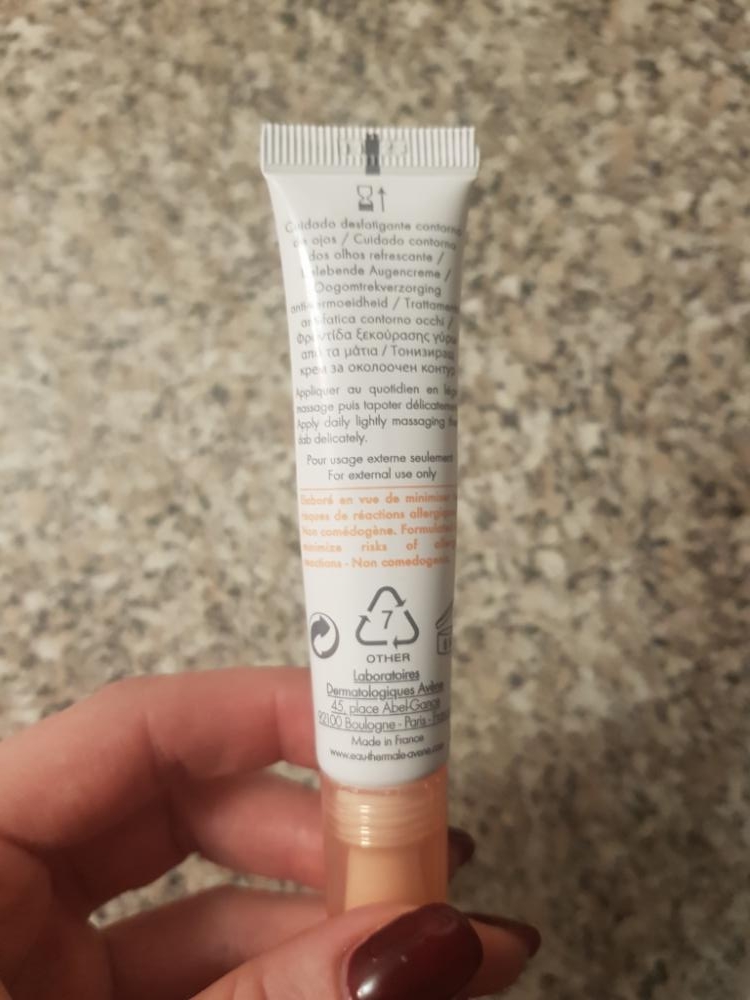 Cuidado desfatigante contorno
de ojos / Cuidado contorno
dos olhos refrescante /
Belebende Augencreme /
Oogomtrekverzorging
anti-vermoeidheid / Trattamento
antifatica contorno occhi /
Φροντίδα ξεκούρασης γύρω
από τα μάτια / Тонизиращ
крем за околоочен контур
Appliquer au quotidien en léger
massage puis tapoter délicatement
Apply daily lightly massaging
dab delicately.
Pour usage externe seulement
For external use only
Elaboré en vue de minimiser
risques de réactions allergiques
Non comédogène. Formulated
minimize risks of allergic
reactions - Non comedogenic
7
OTHER
Laboratoires
Dermatologiques Avène
45, place Abel-Gance
92100 Boulogne - Paris - France
Made in France
www.eau-thermale-avene.com